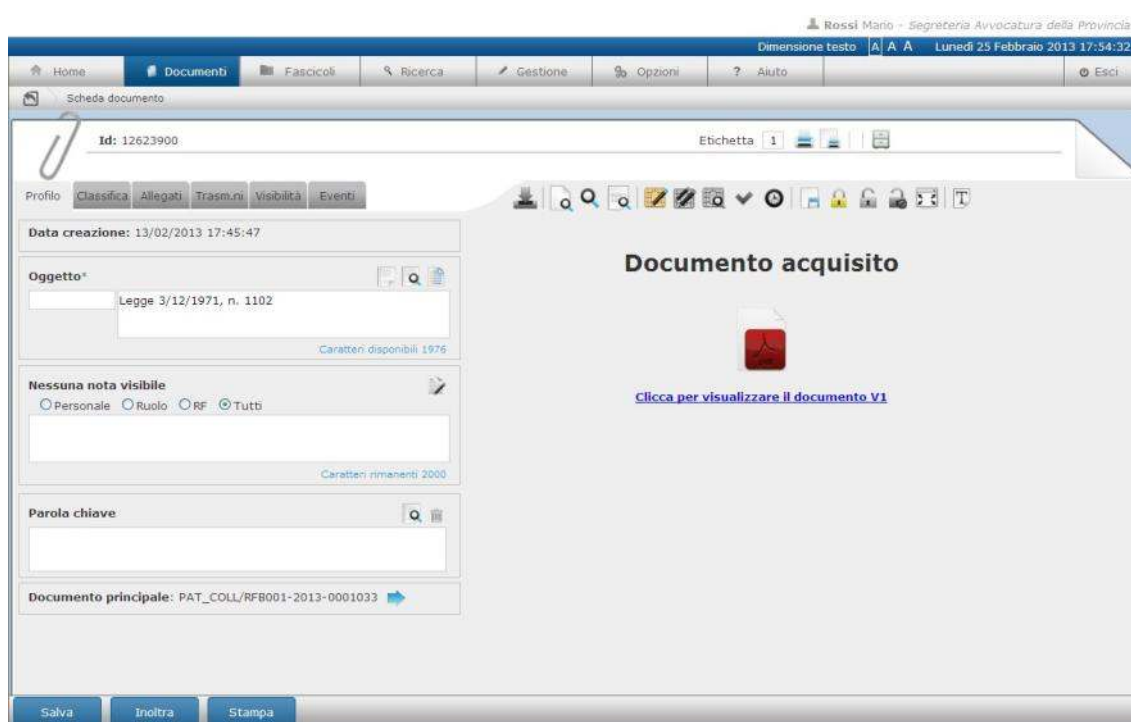 Rossi Mario - Segreteria Avvocatura della Provincia
Dimensione testo A A A Lunedì 25 Febbraio 2013 17:54:32
Home Documenti Fascicoli Ricerca Gestione Opzioni ? Aiuto Esci
Scheda documento
Id: 12623900 Etichetta 1
Profilo Classifica Allegati Trasm.ni Visibilità Eventi T
Data creazione: 13/02/2013 17:45:47
Documento acquisito
Oggetto*
Legge 3/12/1971, n. 1102
Caratteri disponibili 1976
Nessuna nota visibile
Personale Ruolo RF Tutti
Clicca per visualizzare il documento V1
Caratteri rimanenti 2000
Parola chiave
Documento principale: PAT_COLL/RFB001-2013-0001033
Salva Inoltra Stampa